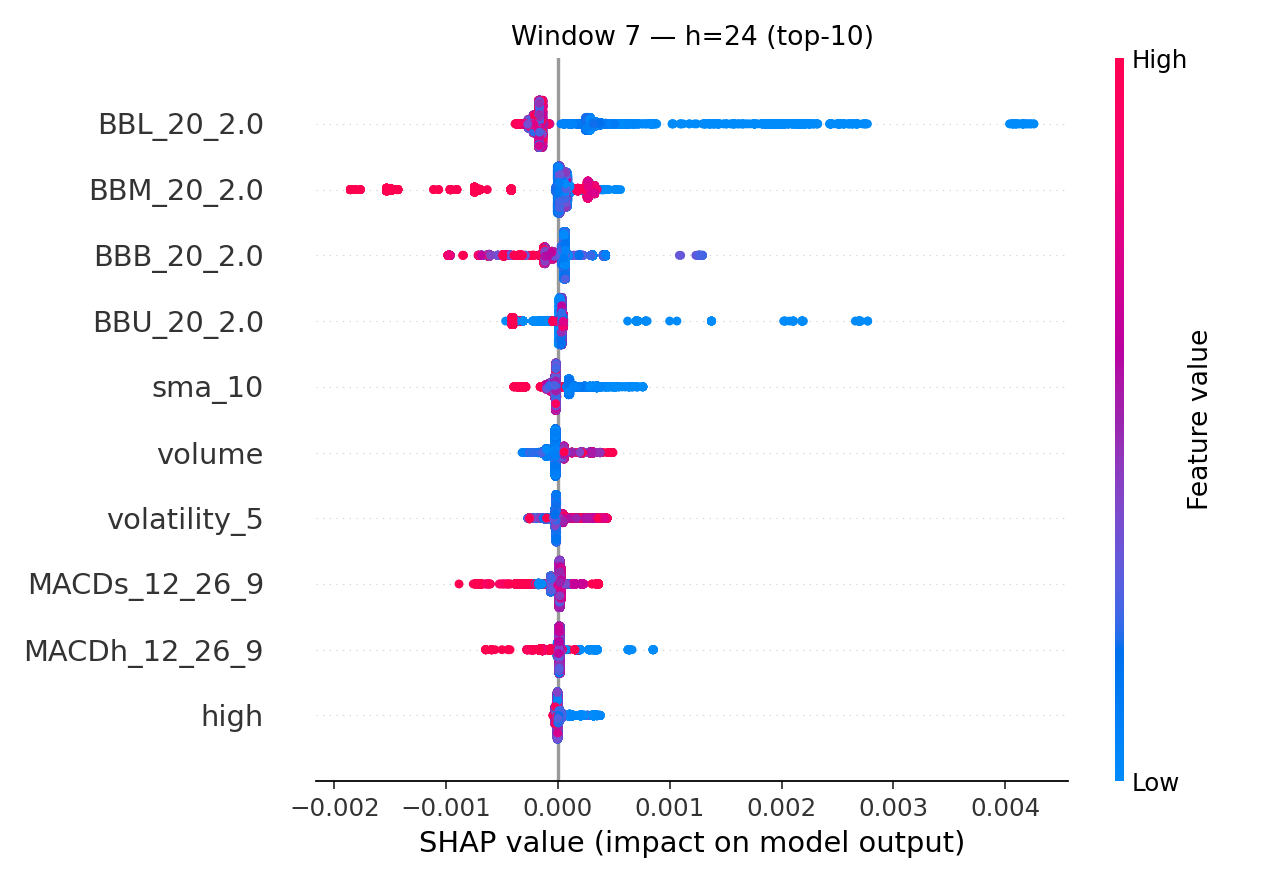 Window 7 — h=24 (top-10)
High
BBL_20_2.0
BBM_20_2.0
BBB_20_2.0
BBU_20_2.0
sma_10
volume
volatility_5
MACDs_12_26_9
MACDh_12_26_9
high
Feature value
Low
−0.002 −0.001 0.000 0.001 0.002 0.003 0.004
SHAP value (impact on model output)